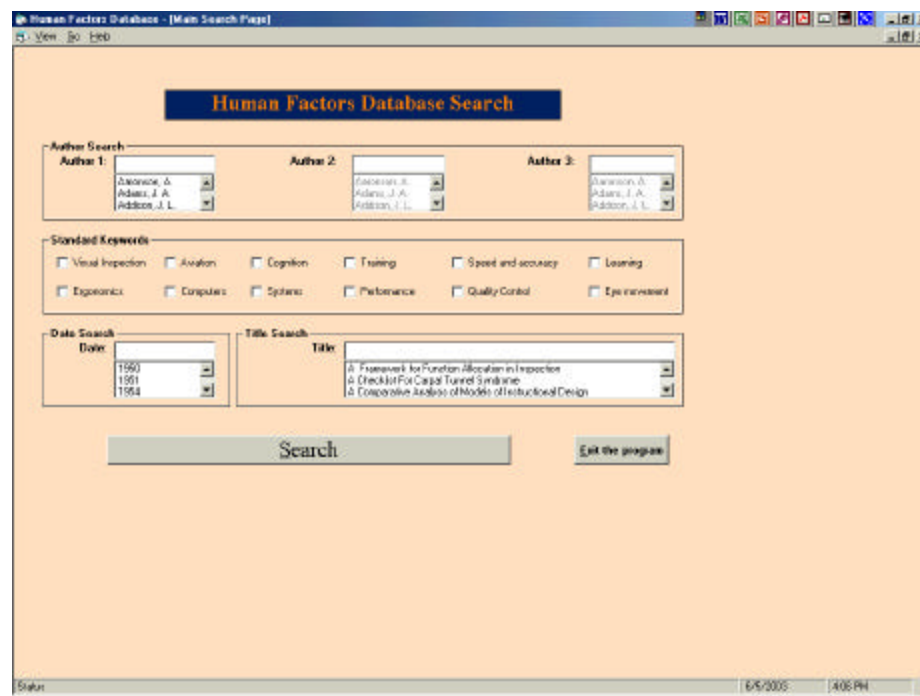 Human Factors Database - [Main Search Page]
View Go Help
Human Factors Database Search
Author Search
Author 1: Author 2: Author 3:
Aaronson, A. Aaronson, A. Aaronson, A.
Adams, J. A. Adams, J. A. Adams, J. A.
Addison, J. L. Addison, J. L. Addison, J. L.
Standard Keywords
Visual Inspection Aviation Cognition Training Speed and accuracy Learning
Ergonomics Computers Systems Performance Quality Control Eye movement
Date Search Title Search
Date: Title:
1950 A Framework for Function Allocation in Inspection
1951 A Checklist For Carpal Tunnel Syndrome
1954 A Comparative Analysis of Models of Instructional Design
Search Exit the program
Status 6/5/2003 4:06 PM